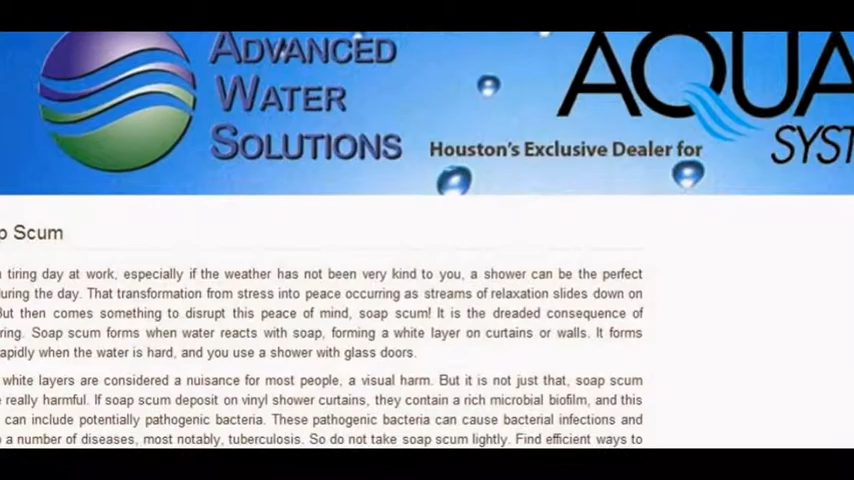 ADVANCED
WATER
SOLUTIONS
AQUA
Houston's Exclusive Dealer for
SYST
p Scum
tiring day at work, especially if the weather has not been very kind to you, a shower can be the perfect
during the day. That transformation from stress into peace occurring as streams of relaxation slides down on
But then comes something to disrupt this peace of mind, soap scum! It is the dreaded consequence of
ring. Soap scum forms when water reacts with soap, forming a white layer on curtains or walls. It forms
apidly when the water is hard, and you use a shower with glass doors.
white layers are considered a nuisance for most people, a visual harm. But it is not just that, soap scum
really harmful. If soap scum deposit on vinyl shower curtains, they contain a rich microbial biofilm, and this
can include potentially pathogenic bacteria. These pathogenic bacteria can cause bacterial infections and
a number of diseases, most notably, tuberculosis. So do not take soap scum lightly. Find efficient ways to